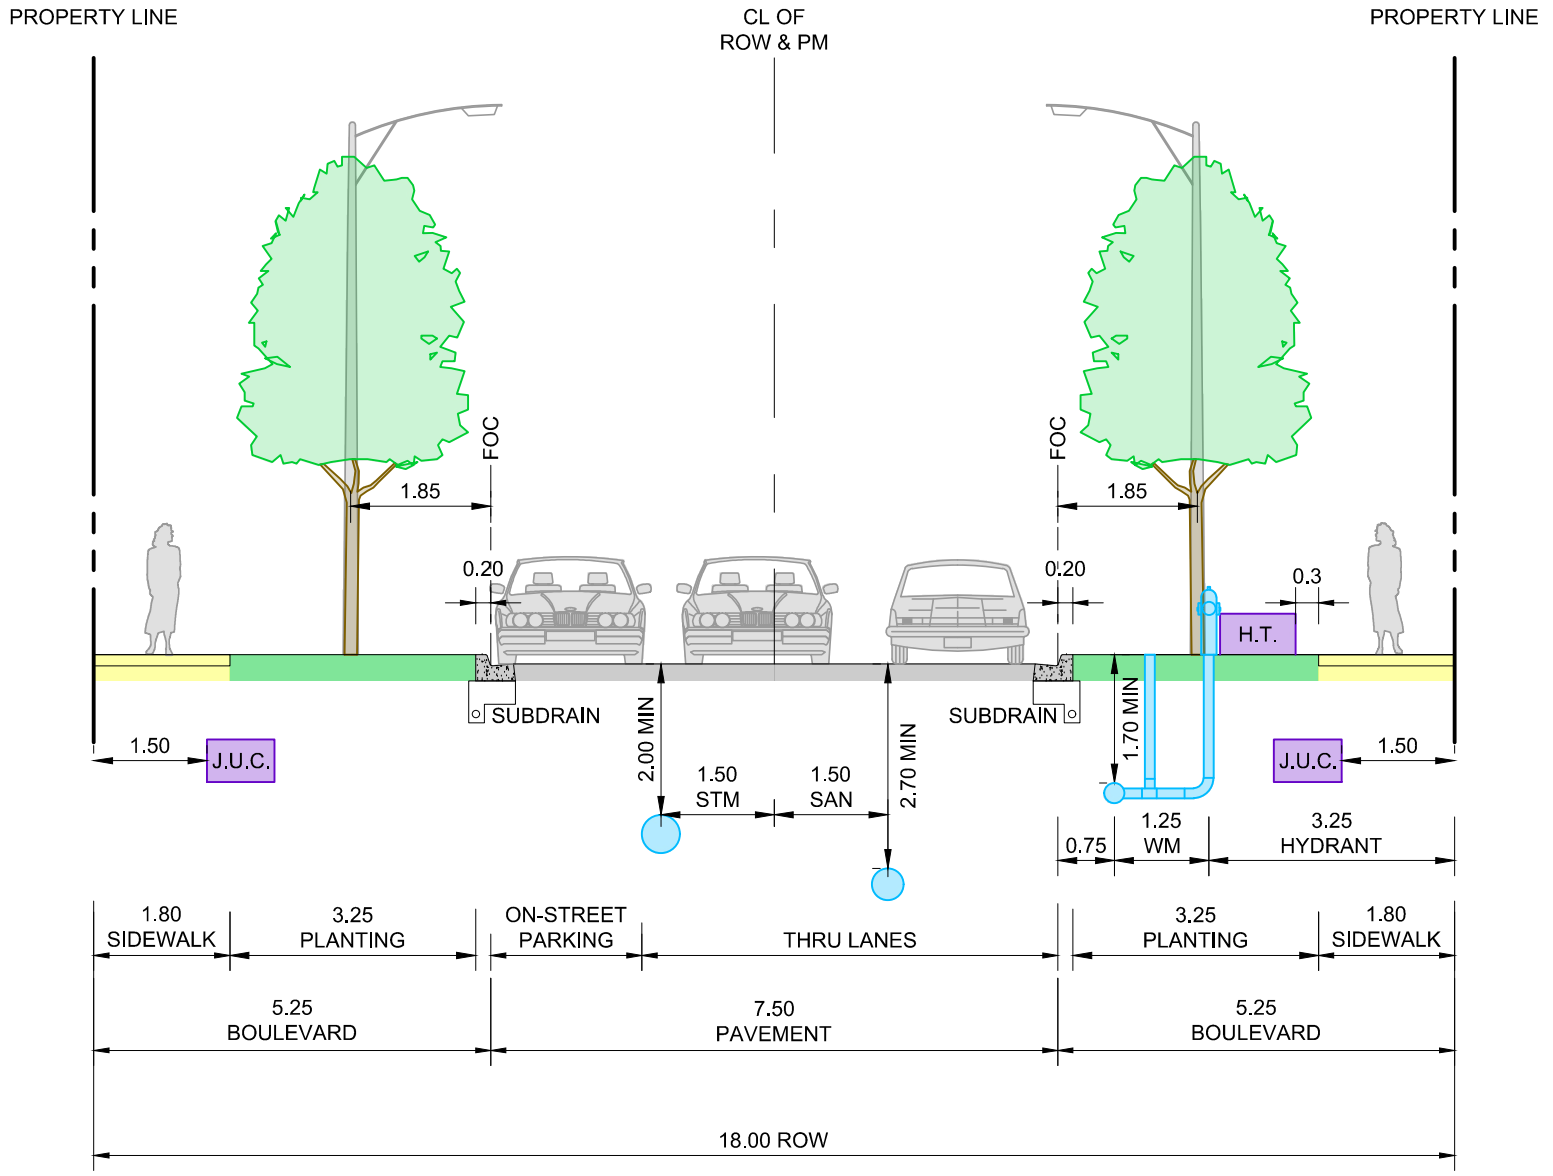 PROPERTY LINE
CL OF
ROW & PM
PROPERTY LINE
FOC
FOC
1.85
1.85
0.20
0.20
0.3
H.T.
SUBDRAIN
SUBDRAIN
1.50
J.U.C.
2.00 MIN
1.50
STM
1.50
SAN
2.70 MIN
1.70 MIN
J.U.C.
1.50
0.75
1.25
WM
3.25
HYDRANT
1.80
SIDEWALK
3.25
PLANTING
ON-STREET
PARKING
THRU LANES
3.25
PLANTING
1.80
SIDEWALK
5.25
BOULEVARD
7.50
PAVEMENT
5.25
BOULEVARD
18.00 ROW